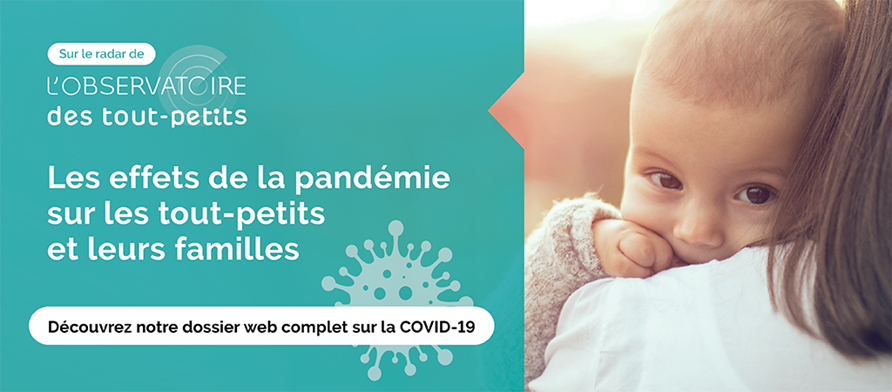 Sur le radar de
L'OBSERVATOIRE
des tout-petits
Les effets de la pandémie
sur les tout-petits
et leurs familles
Découvrez notre dossier web complet sur la COVID-19